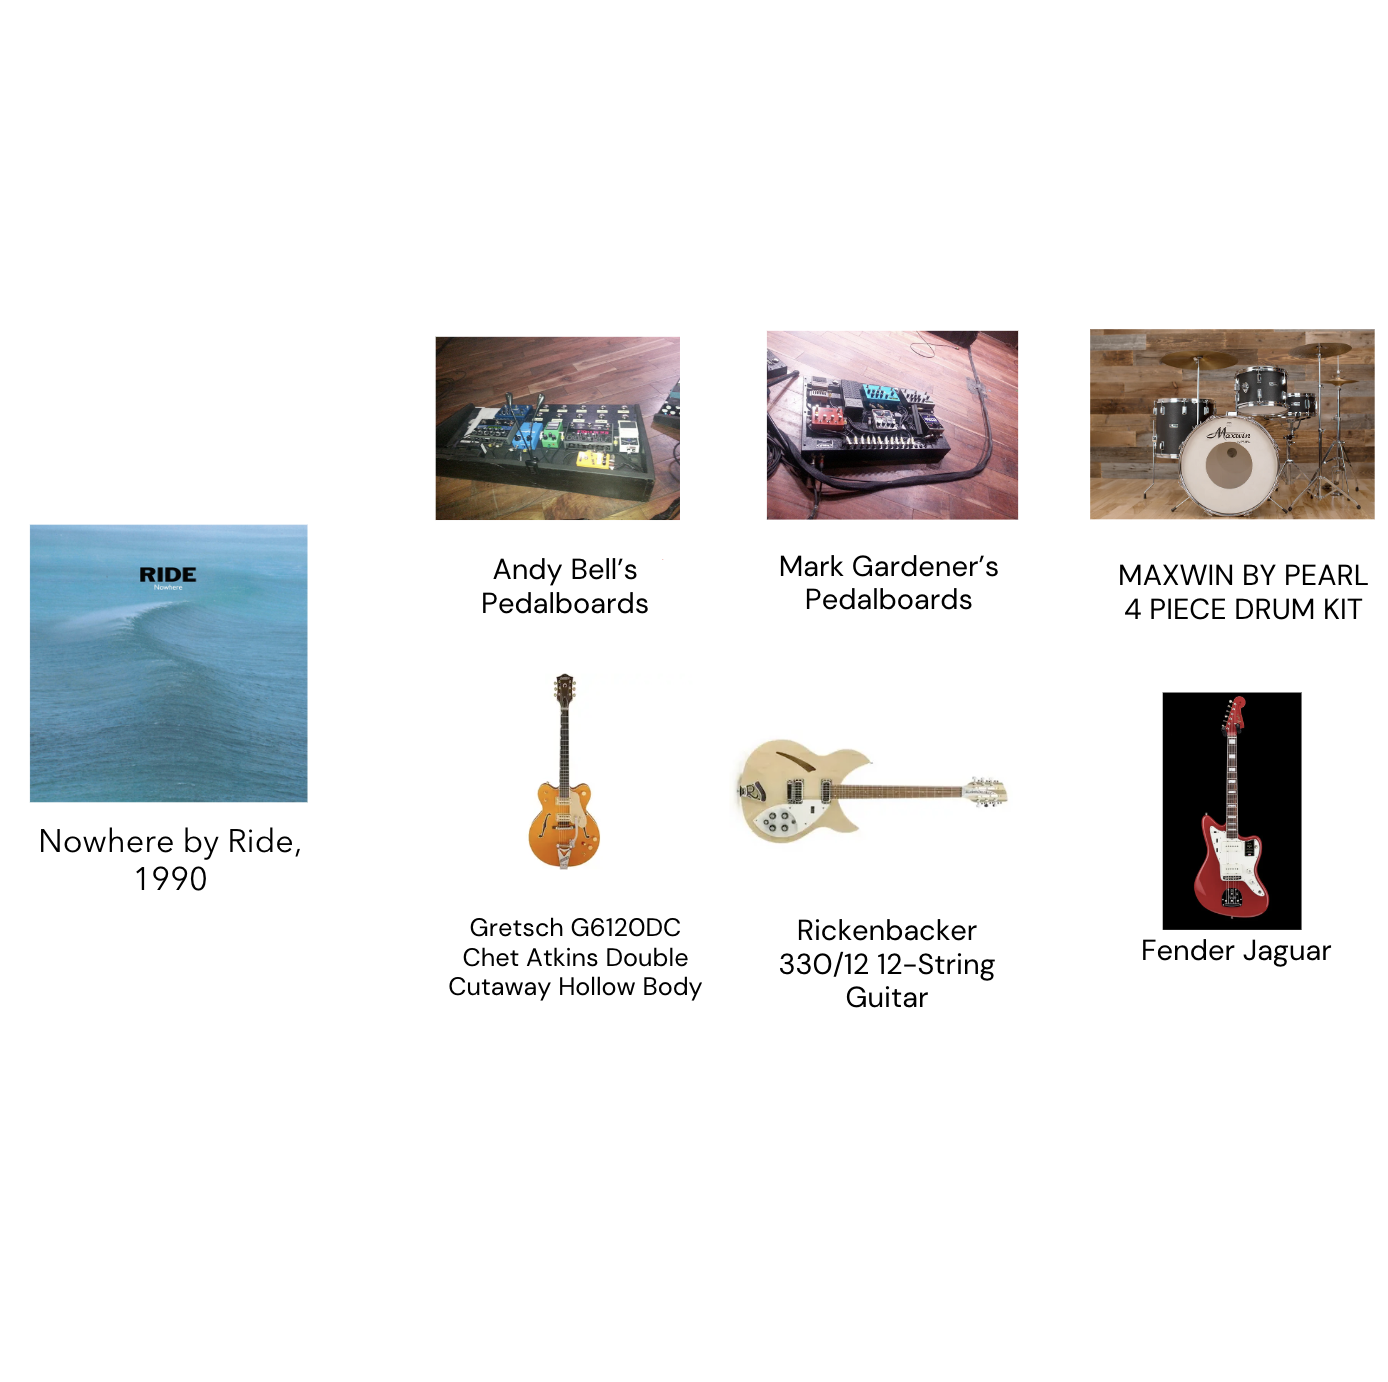 RIDE
Nowhere
Nowhere by Ride,
1990
Andy Bell’s
Pedalboards
Mark Gardener’s
Pedalboards
Maxwin
MAXWIN BY PEARL
4 PIECE DRUM KIT
Gretsch G6120DC
Chet Atkins Double
Cutaway Hollow Body
Rickenbacker
330/12 12-String
Guitar
Fender Jaguar